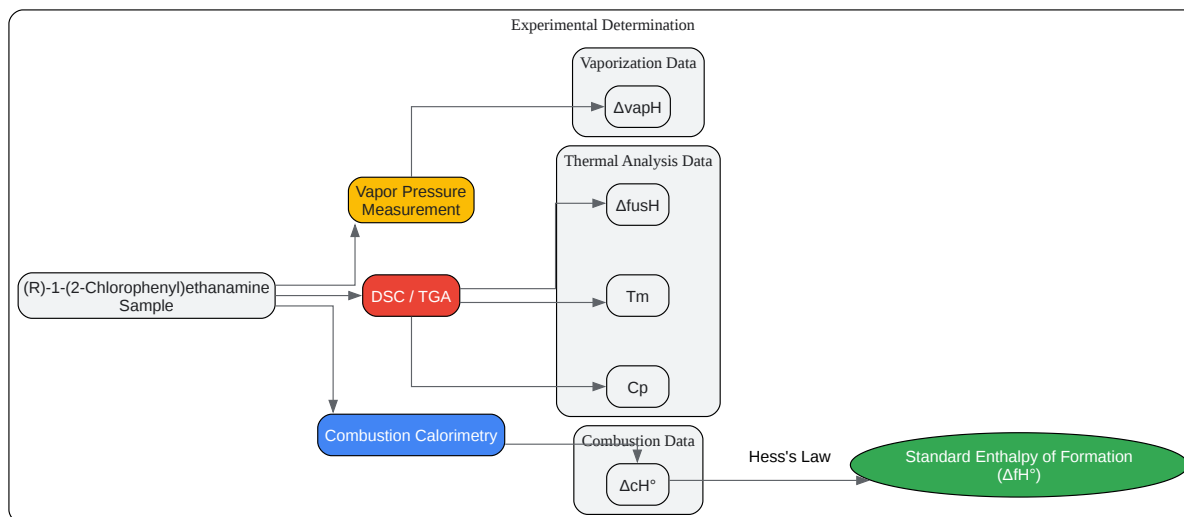 Experimental Determination
Vaporization Data
ΔvapH
Thermal Analysis Data
Vapor Pressure
Measurement
ΔfusH
(R)-1-(2-Chlorophenyl)ethanamine
Sample
DSC / TGA
Tm
Cp
Combustion Calorimetry
Combustion Data
ΔcH°
Hess's Law
Standard Enthalpy of Formation
(ΔfH°)